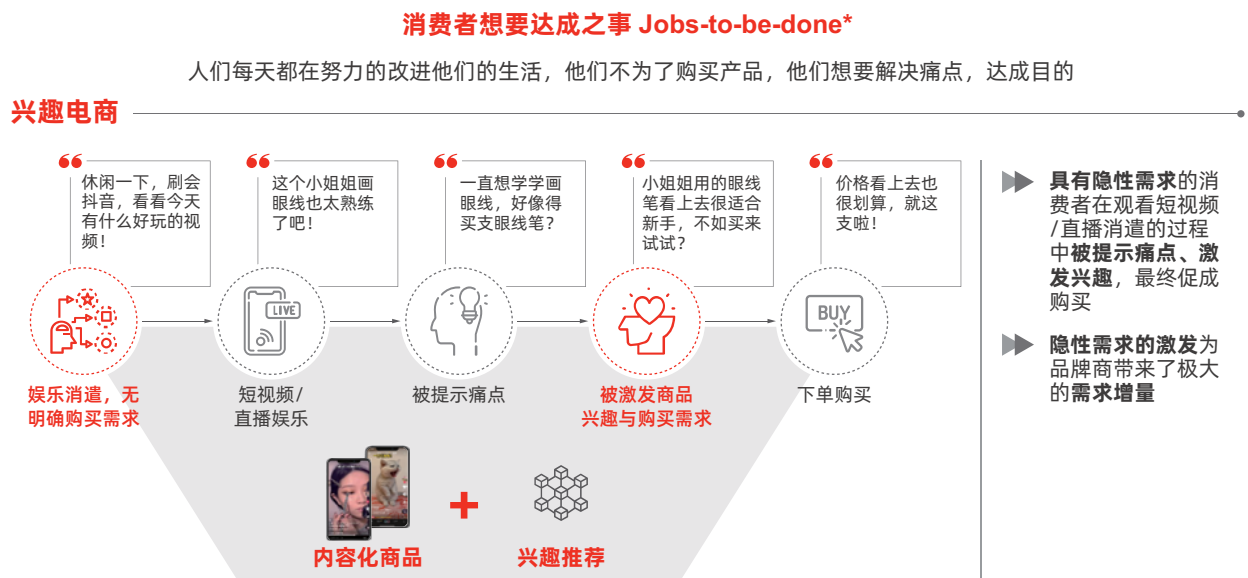 消费者想要达成之事 Jobs-to-be-done*
人们每天都在努力的改进他们的生活，他们不为了购买产品，他们想要解决痛点，达成目的
兴趣电商
休闲一下，刷会
抖音，看看今天
有什么好玩的视
频！
这个小姐姐画
眼线也太熟练
了吧！
一直想学学画
眼线，好像得
买支眼线笔？
小姐姐用的眼线
笔看上去很适合
新手，不如买来
试试？
价格看上去也
很划算，就这
支啦！
LIVE
BUY
娱乐消遣，无
明确购买需求
短视频/
直播娱乐
被提示痛点
被激发商品
兴趣与购买需求
下单购买
内容化商品
+
兴趣推荐
具有隐性需求的消
费者在观看短视频
/直播消遣的过程
中被提示痛点、激
发兴趣，最终促成
购买
隐性需求的激发为
品牌商带来了极大
的需求增量